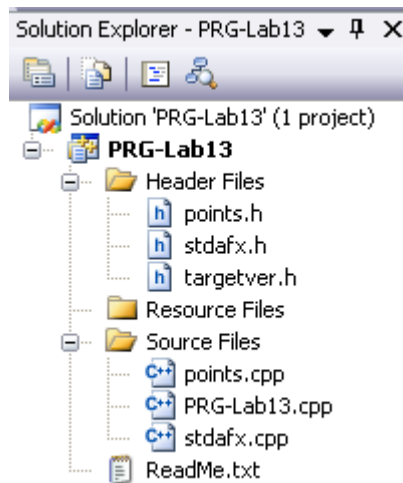 Solution Explorer - PRG-Lab13
Solution 'PRG-Lab13' (1 project)
PRG-Lab13
Header Files
h points.h
h stdafx.h
h targetver.h
Resource Files
Source Files
C++ points.cpp
C++ PRG-Lab13.cpp
C++ stdafx.cpp
ReadMe.txt